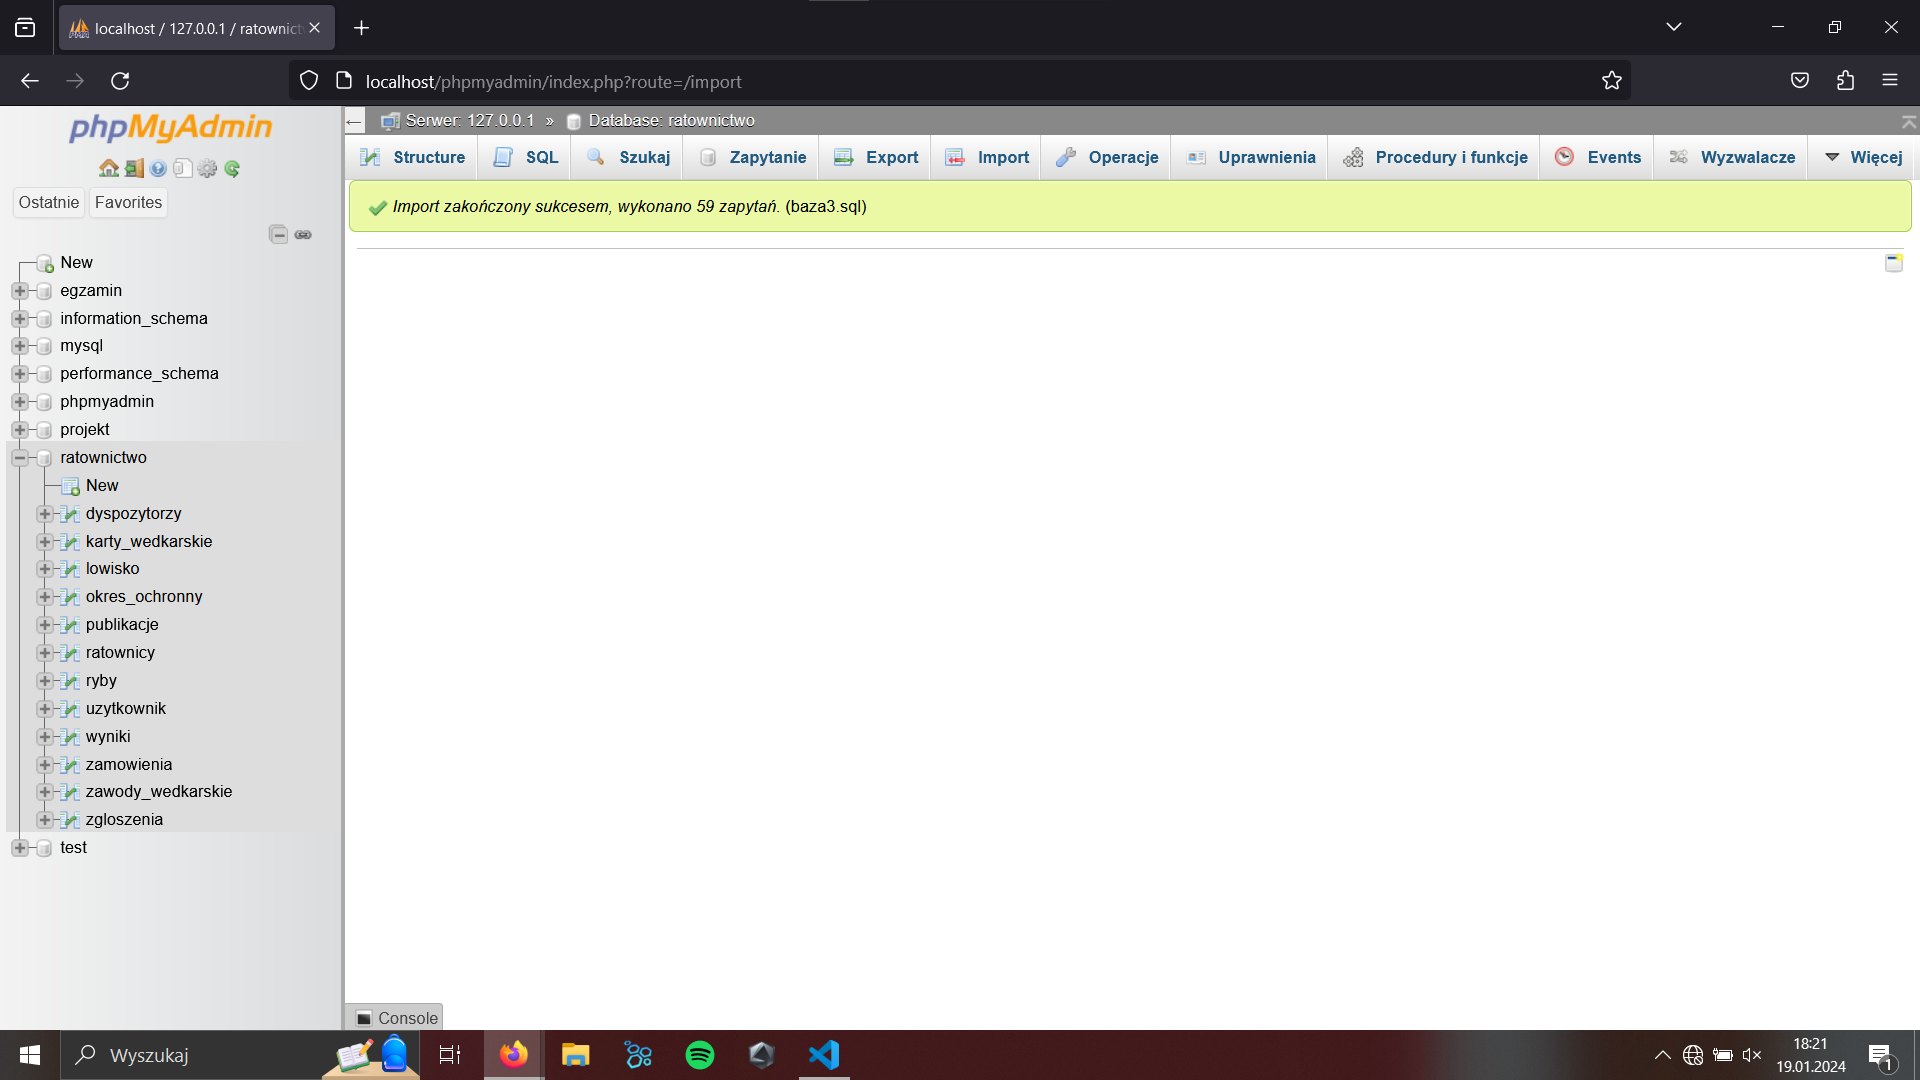 localhost / 127.0.0.1 / ratownict
localhost/phpmyadmin/index.php?route=/import
phpMyAdmin
Ostatnie Favorites
New
egzamin
information_schema
mysql
performance_schema
phpmyadmin
projekt
ratownictwo
New
dyspozytorzy
karty_wedkarskie
lowisko
okres_ochronny
publikacje
ratownicy
ryby
uzytkownik
wyniki
zamowienia
zawody_wedkarskie
zgloszenia
test
Serwer: 127.0.0.1 » Database: ratownictwo
Structure SQL Szukaj Zapytanie Export Import Operacje Uprawnienia Procedury i funkcje Events Wyzwalacze Więcej
Import zakończony sukcesem, wykonano 59 zapytań. (baza3.sql)
Console
Wyszukaj
18:21
19.01.2024
1